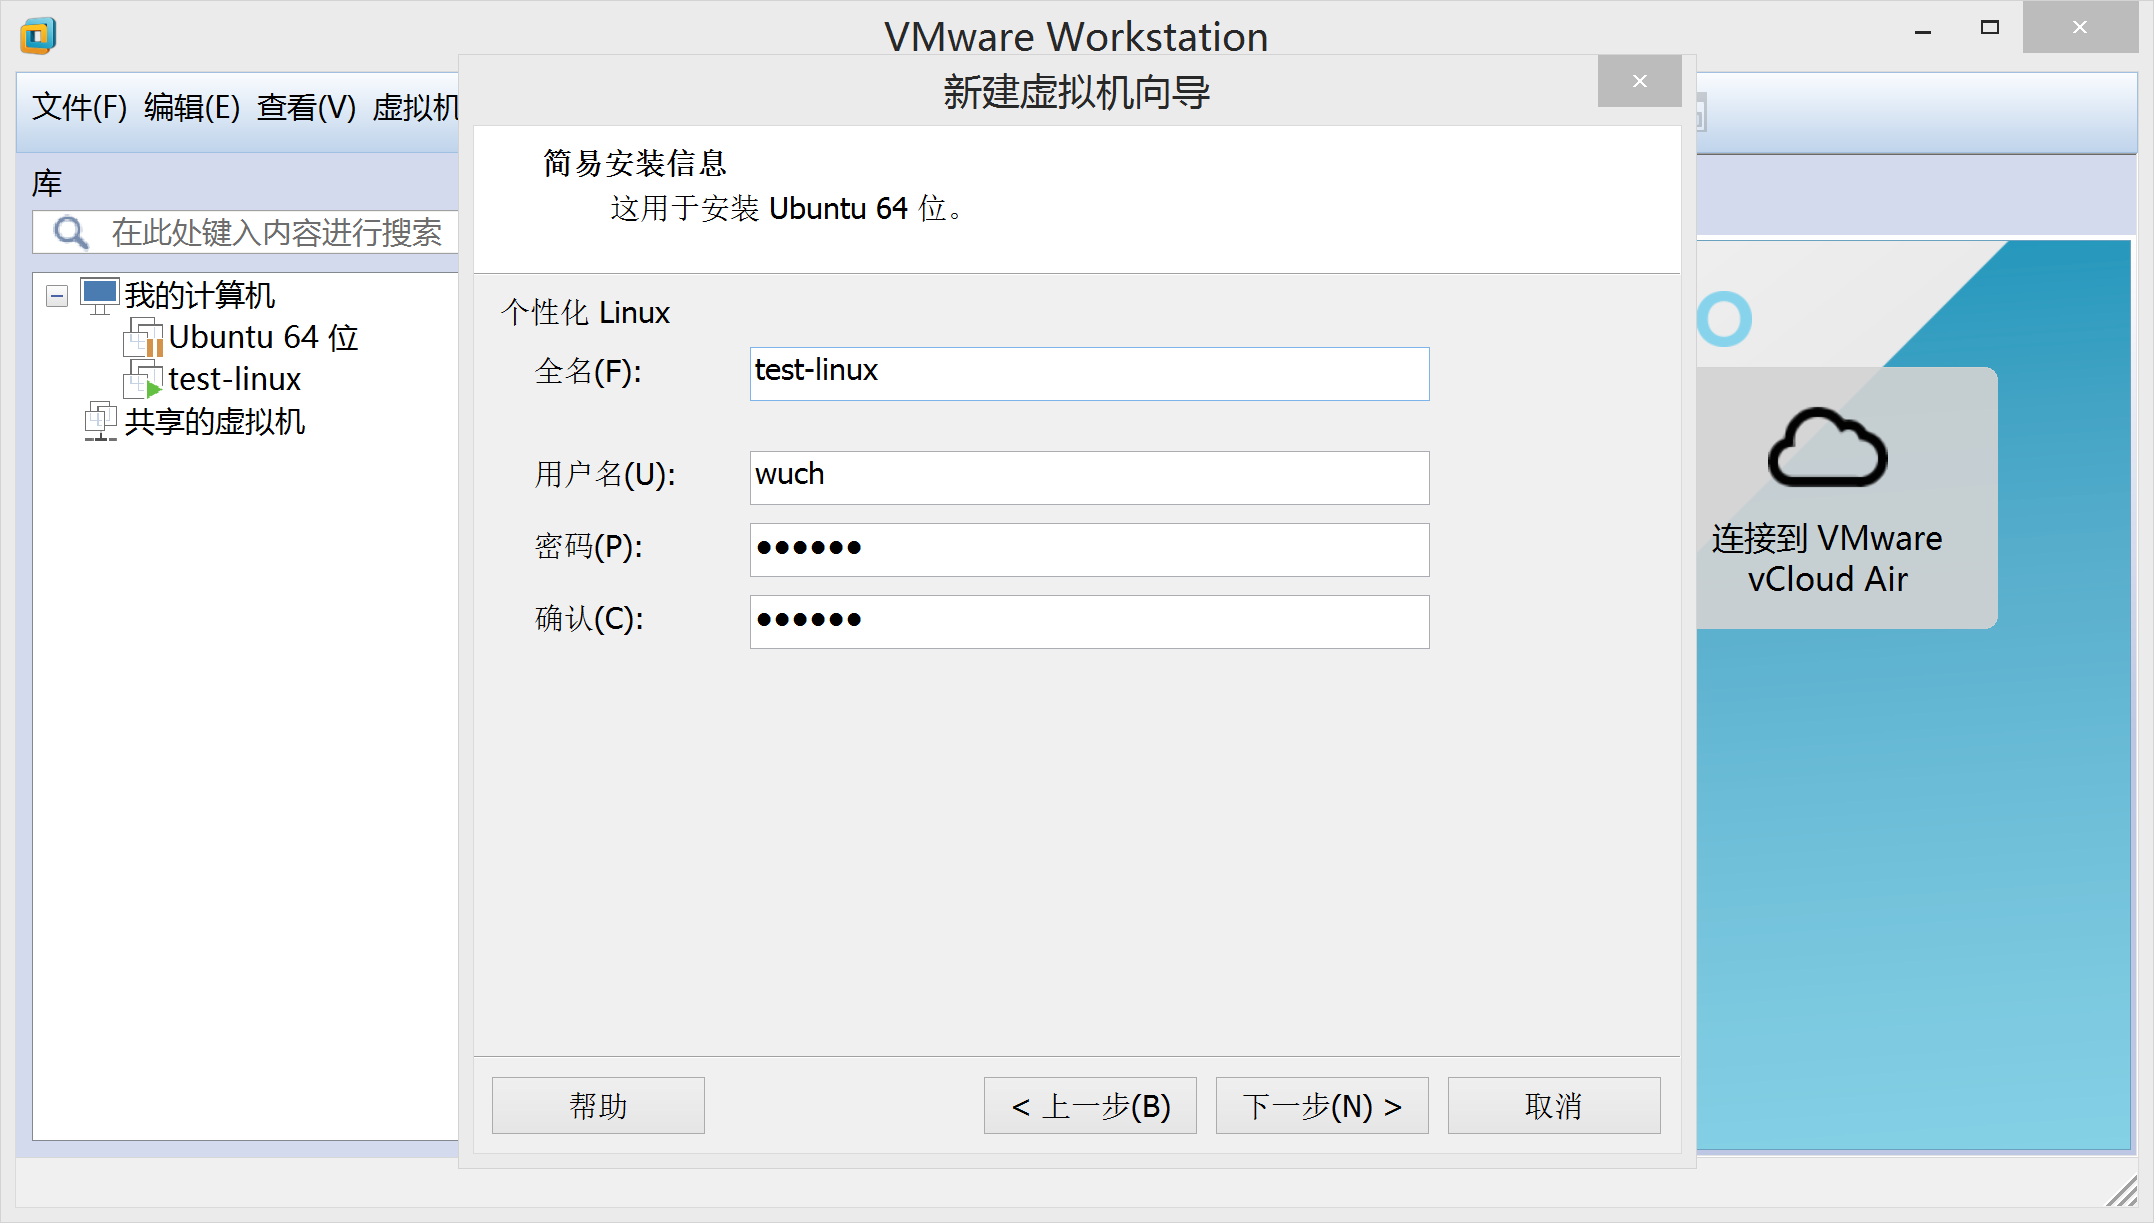 VMware Workstation
文件(F) 编辑(E) 查看(V) 虚拟机
库
在此处键入内容进行搜索
我的计算机
Ubuntu 64 位
test-linux
共享的虚拟机
新建虚拟机向导
简易安装信息
这用于安装 Ubuntu 64 位。
个性化 Linux
全名(F): test-linux
用户名(U): wuch
密码(P): ●●●●●●
确认(C): ●●●●●●
帮助 < 上一步(B) 下一步(N) > 取消
连接到 VMware
vCloud Air